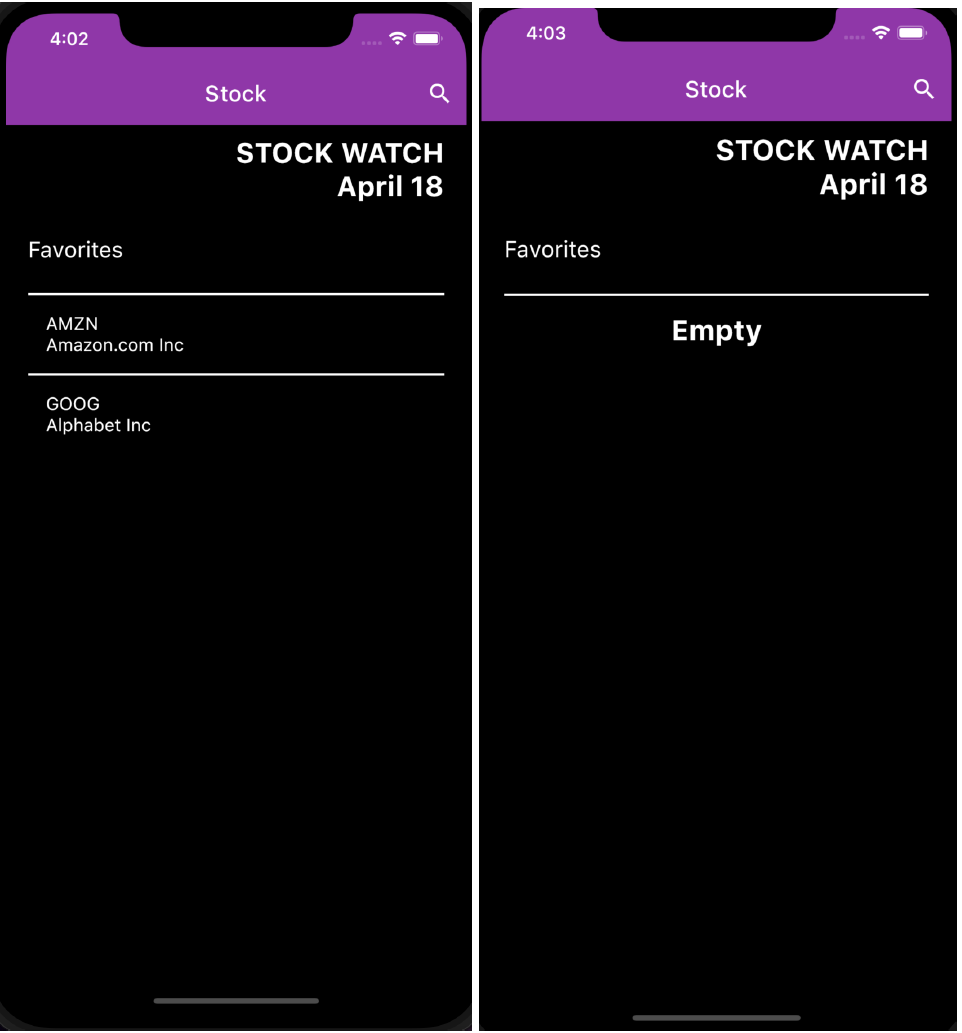 4:02
Stock
STOCK WATCH
April 18
Favorites
AMZN
Amazon.com Inc
GOOG
Alphabet Inc
4:03
Stock
STOCK WATCH
April 18
Favorites
Empty